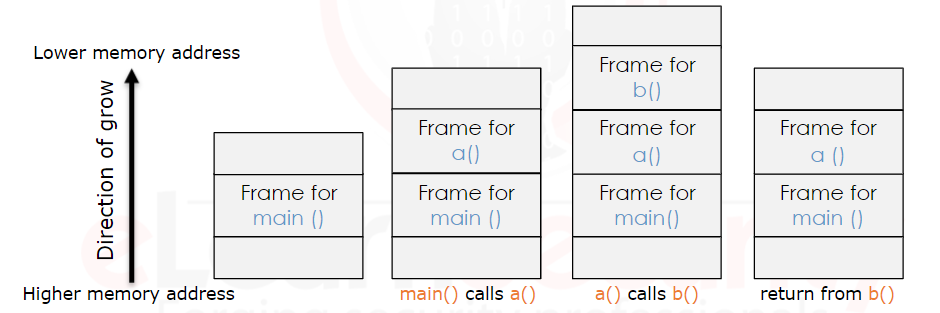 Lower memory address
Direction of grow
Higher memory address
Frame for
main ()
Frame for
a()
Frame for
main ()
main() calls a()
Frame for
b()
Frame for
a()
Frame for
main()
a() calls b()
Frame for
a ()
Frame for
main ()
return from b()